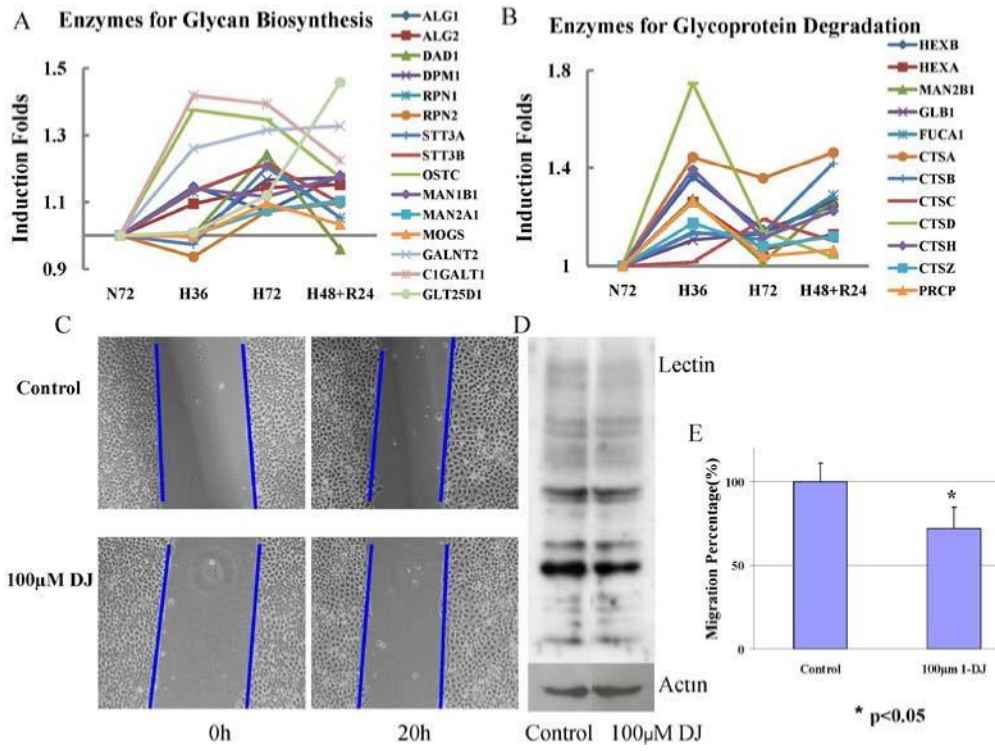 A
Enzymes for Glycan Biosynthesis
Induction Folds
1.5
1.3
1.1
0.9
N72 H36 H72 H48+R24
ALG1
ALG2
DAD1
DPM1
RPN1
RPN2
STT3A
STT3B
OSTC
MAN1B1
MAN2A1
MOGS
GALNT2
C1GALT1
GLT25D1
B
Enzymes for Glycoprotein Degradation
Induction Folds
1.8
1.4
1
N72 H36 H72 H48+R24
HEXB
HEXA
MAN2B1
GLB1
FUCA1
CTSA
CTSB
CTSC
CTSD
CTSH
CTSZ
PRCP
C
Control
100μM DJ
0h 20h
D
Lectin
Actin
Control 100μM DJ
E
Migration Percentage(%)
100
50
0
*
Control 100μm 1-DJ
* p<0.05